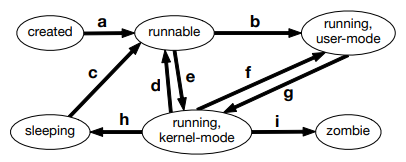 a
b
created
runnable
running,
user-mode
c
d
e
f
g
sleeping
h
running,
kernel-mode
i
zombie